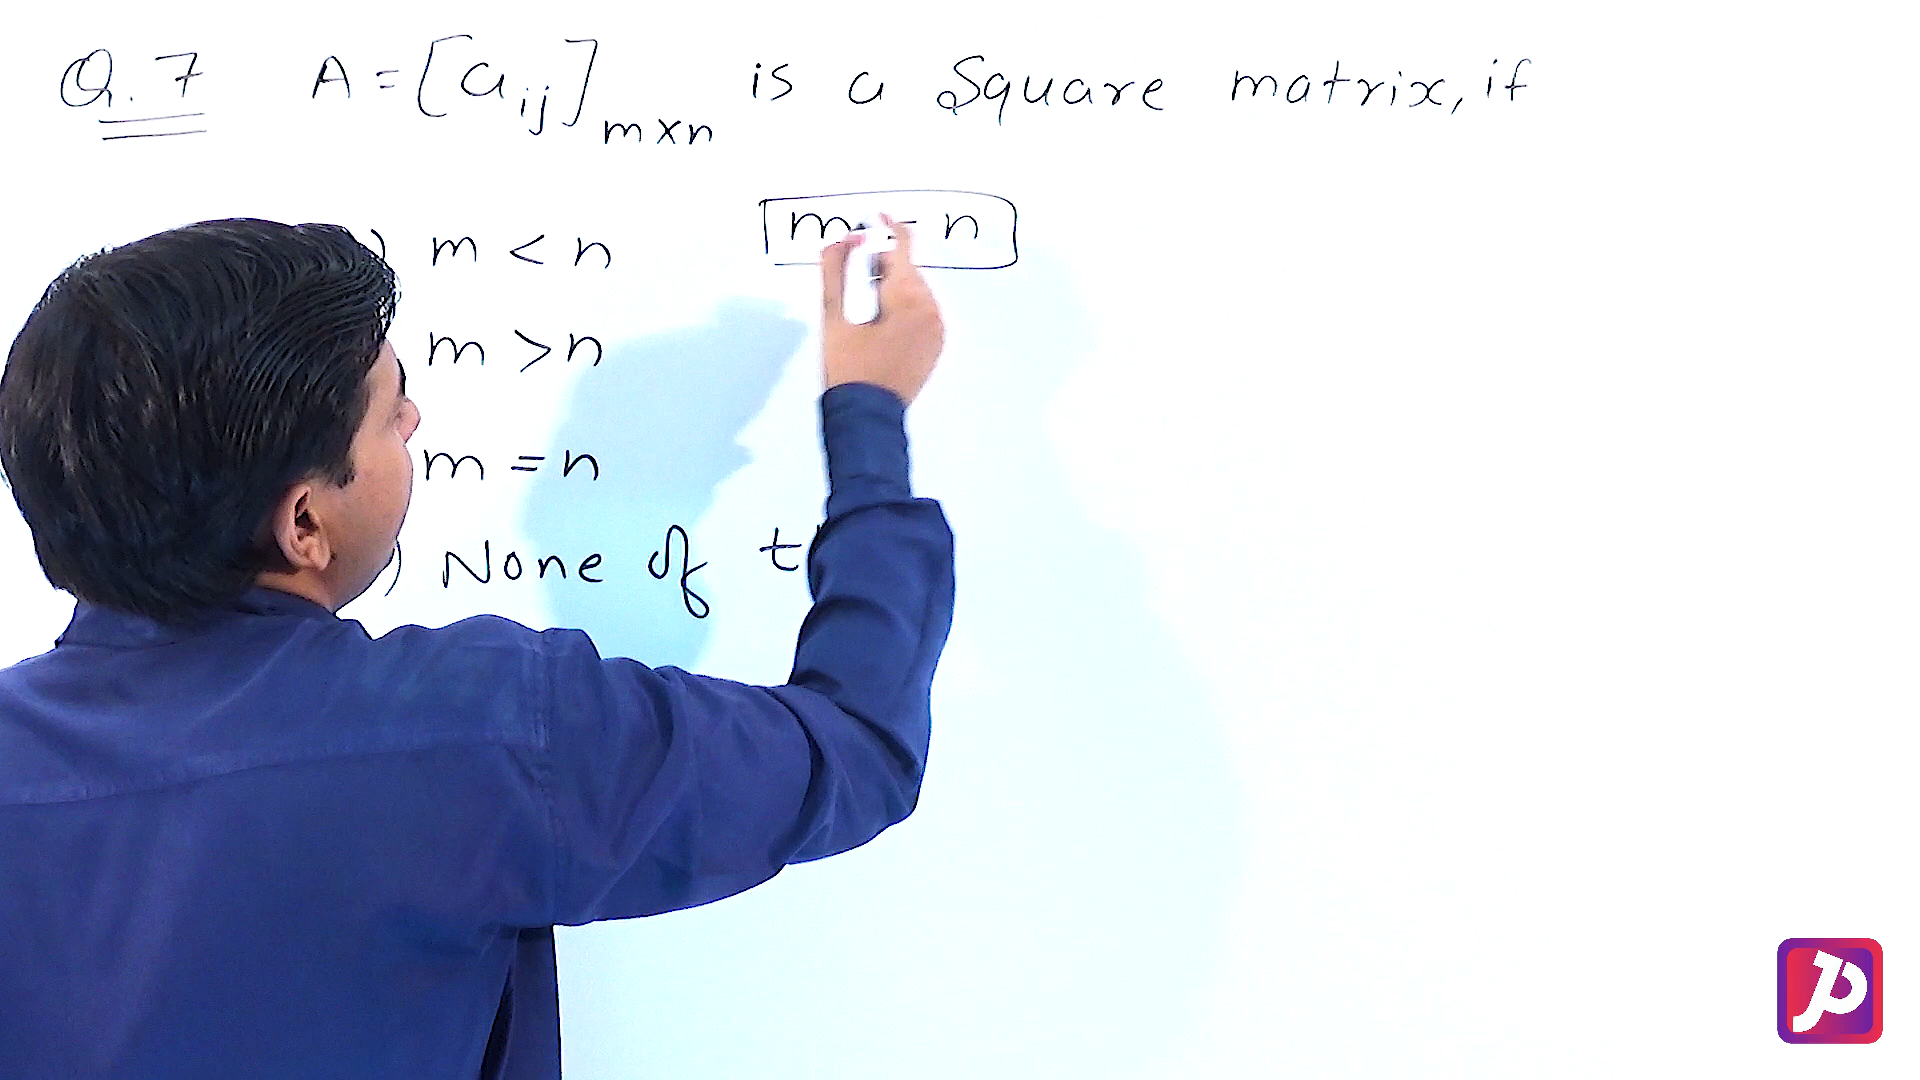 Q.7 A = [aij]m×n is a Square matrix, if
) m < n
m = n
m > n
m = n
) None of